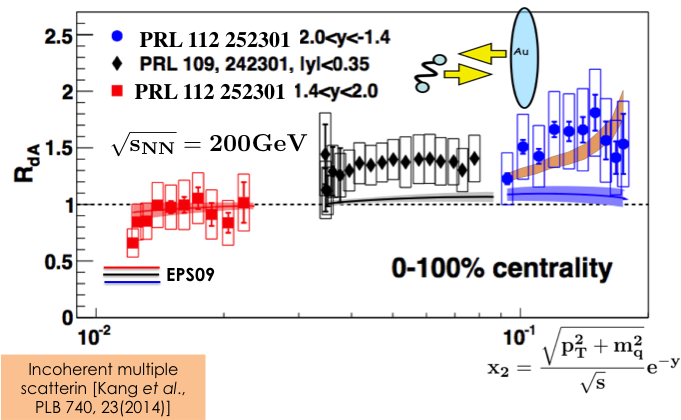 2.5
PRL 112 252301 2.0<y<-1.4
PRL 109, 242301, |y|<0.35
PRL 112 252301 1.4<y<2.0
Au
2
√sNN = 200GeV
1.5
RdA
1
0.5
EPS09
0-100% centrality
0
10⁻²
10⁻¹
x₂ = √(p_T² + m_q²) / √s e⁻ʸ
Incoherent multiple
scatterin [Kang et al.,
PLB 740, 23(2014)]